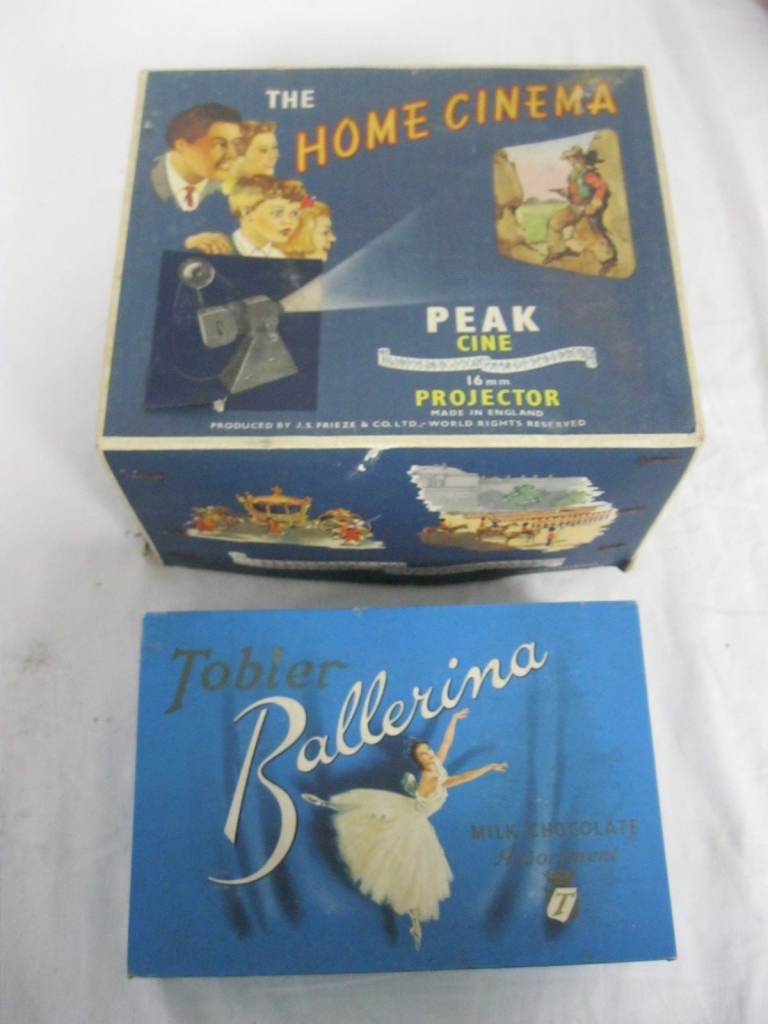 THE
HOME CINEMA
PEAK
CINE
16mm
PROJECTOR
MADE IN ENGLAND
PRODUCED BY J.S. FRIEZE & CO. LTD.,- WORLD RIGHTS RESERVED
Tobler
Ballerina
MILK CHOCOLATE
Assortment
T